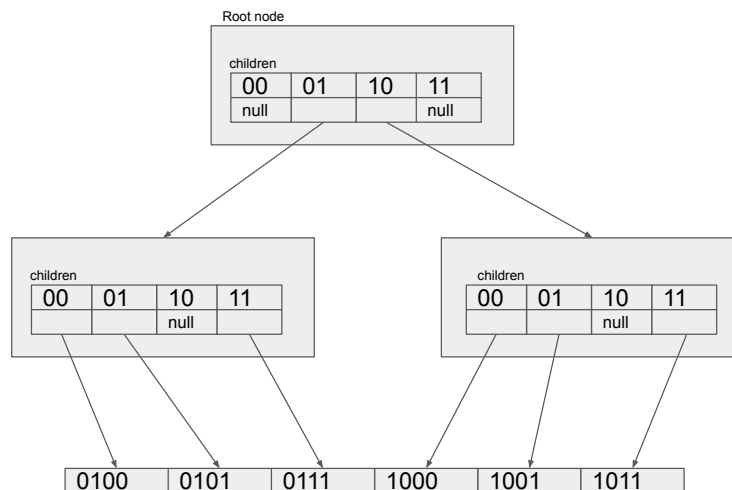 Root node
children
00 01 10 11
null null
children children
00 01 10 11 00 01 10 11
null null
0100 0101 0111 1000 1001 1011